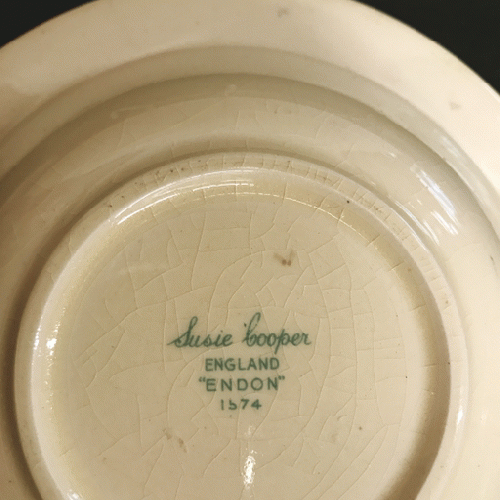 Susie Cooper
ENGLAND
"ENDON"
1574